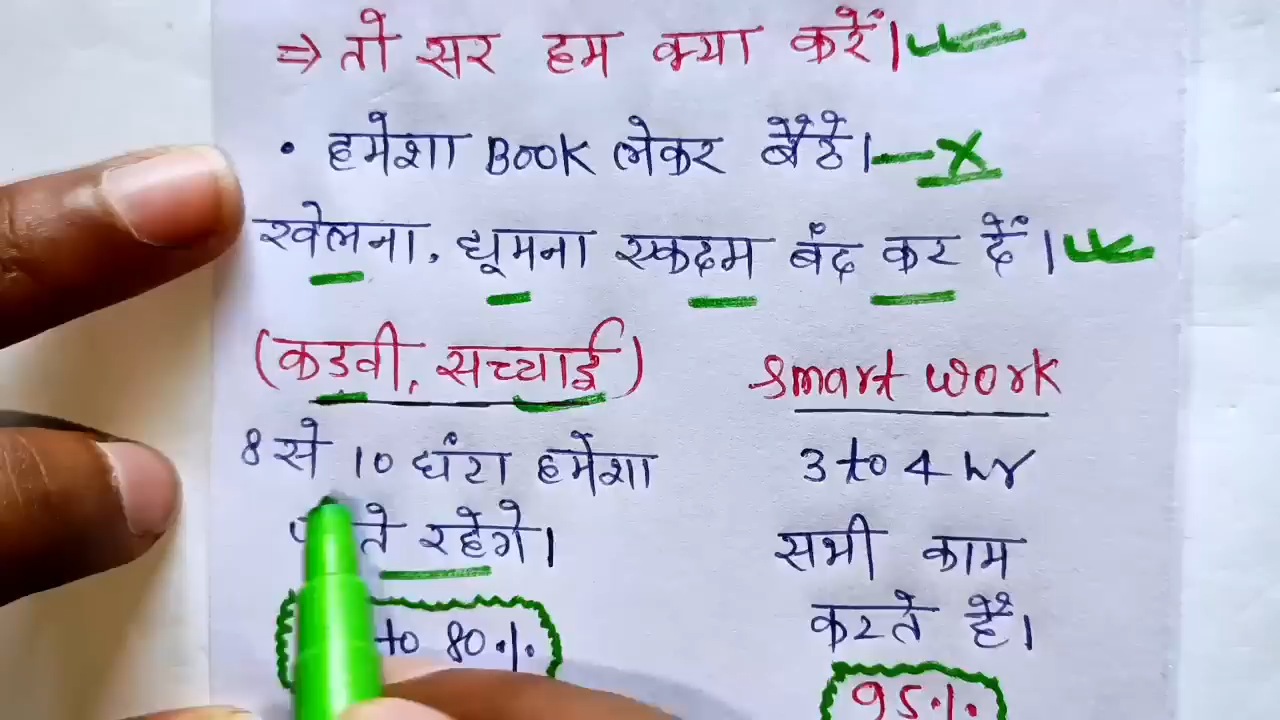 ⇒ तो सर हम क्या करें।
• हमेशा Book लेकर बैठे।— X
खेलना, घूमना एकदम बंद कर दें।
(कडवी, सच्चाई)
8 से 10 घंटा हमेशा
ते रहेगे।
to 80%
Smart work
3 to 4 hr
सभी काम
करते हैं।
95%